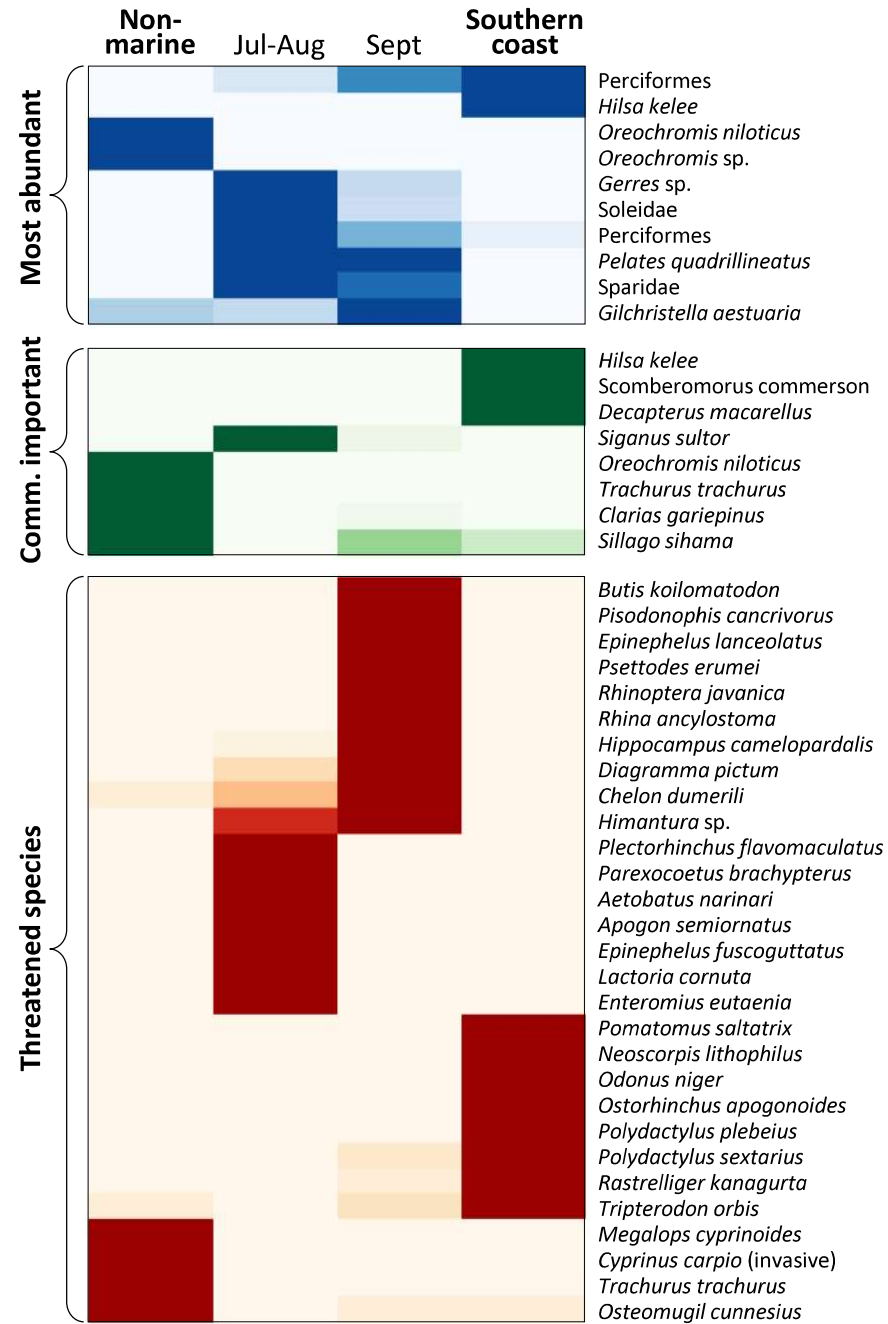 Non-
marine
Jul-Aug
Sept
Southern
coast
Most abundant
Perciformes
Hilsa kelee
Oreochromis niloticus
Oreochromis sp.
Gerres sp.
Soleidae
Perciformes
Pelates quadrillineatus
Sparidae
Gilchristella aestuaria
Comm. important
Hilsa kelee
Scomberomorus commerson
Decapterus macarellus
Siganus sultor
Oreochromis niloticus
Trachurus trachurus
Clarias gariepinus
Sillago sihama
Threatened species
Butis koilomatodon
Pisodonophis cancrivorus
Epinephelus lanceolatus
Psettodes erumei
Rhinoptera javanica
Rhina ancylostoma
Hippocampus camelopardalis
Diagramma pictum
Chelon dumerili
Himantura sp.
Plectorhinchus flavomaculatus
Parexocoetus brachypterus
Aetobatus narinari
Apogon semiornatus
Epinephelus fuscoguttatus
Lactoria cornuta
Enteromius eutaenia
Pomatomus saltatrix
Neoscorpis lithophilus
Odonus niger
Ostorhinchus apogonoides
Polydactylus plebeius
Polydactylus sextarius
Rastrelliger kanagurta
Tripterodon orbis
Megalops cyprinoides
Cyprinus carpio (invasive)
Trachurus trachurus
Osteomugil cunnesius